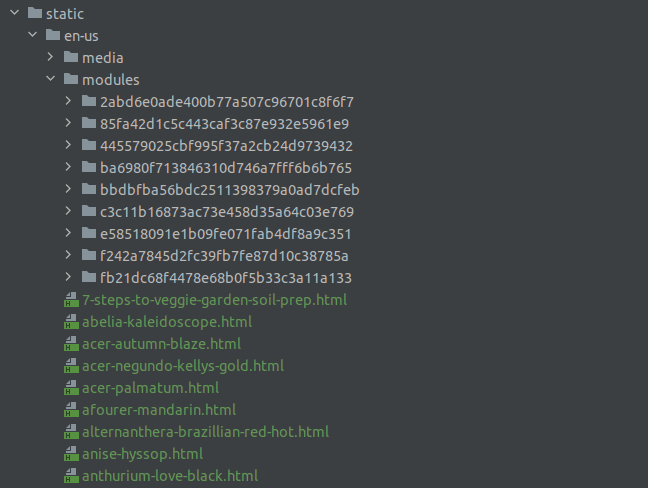 static
en-us
media
modules
2abd6e0ade400b77a507c96701c8f6f7
85fa42d1c5c443caf3c87e932e5961e9
445579025cbf995f37a2cb24d9739432
ba6980f713846310d746a7fff6b6b765
bbdbfba56bdc2511398379a0ad7dcfeb
c3c11b16873ac73e458d35a64c03e769
e58518091e1b09fe071fab4df8a9c351
f242a7845d2fc39fb7fe87d10c38785a
fb21dc68f4478e68b0f5b33c3a11a133
7-steps-to-veggie-garden-soil-prep.html
abelia-kaleidoscope.html
acer-autumn-blaze.html
acer-negundo-kellys-gold.html
acer-palmatum.html
afourer-mandarin.html
alternanthera-brazillian-red-hot.html
anise-hyssop.html
anthurium-love-black.html